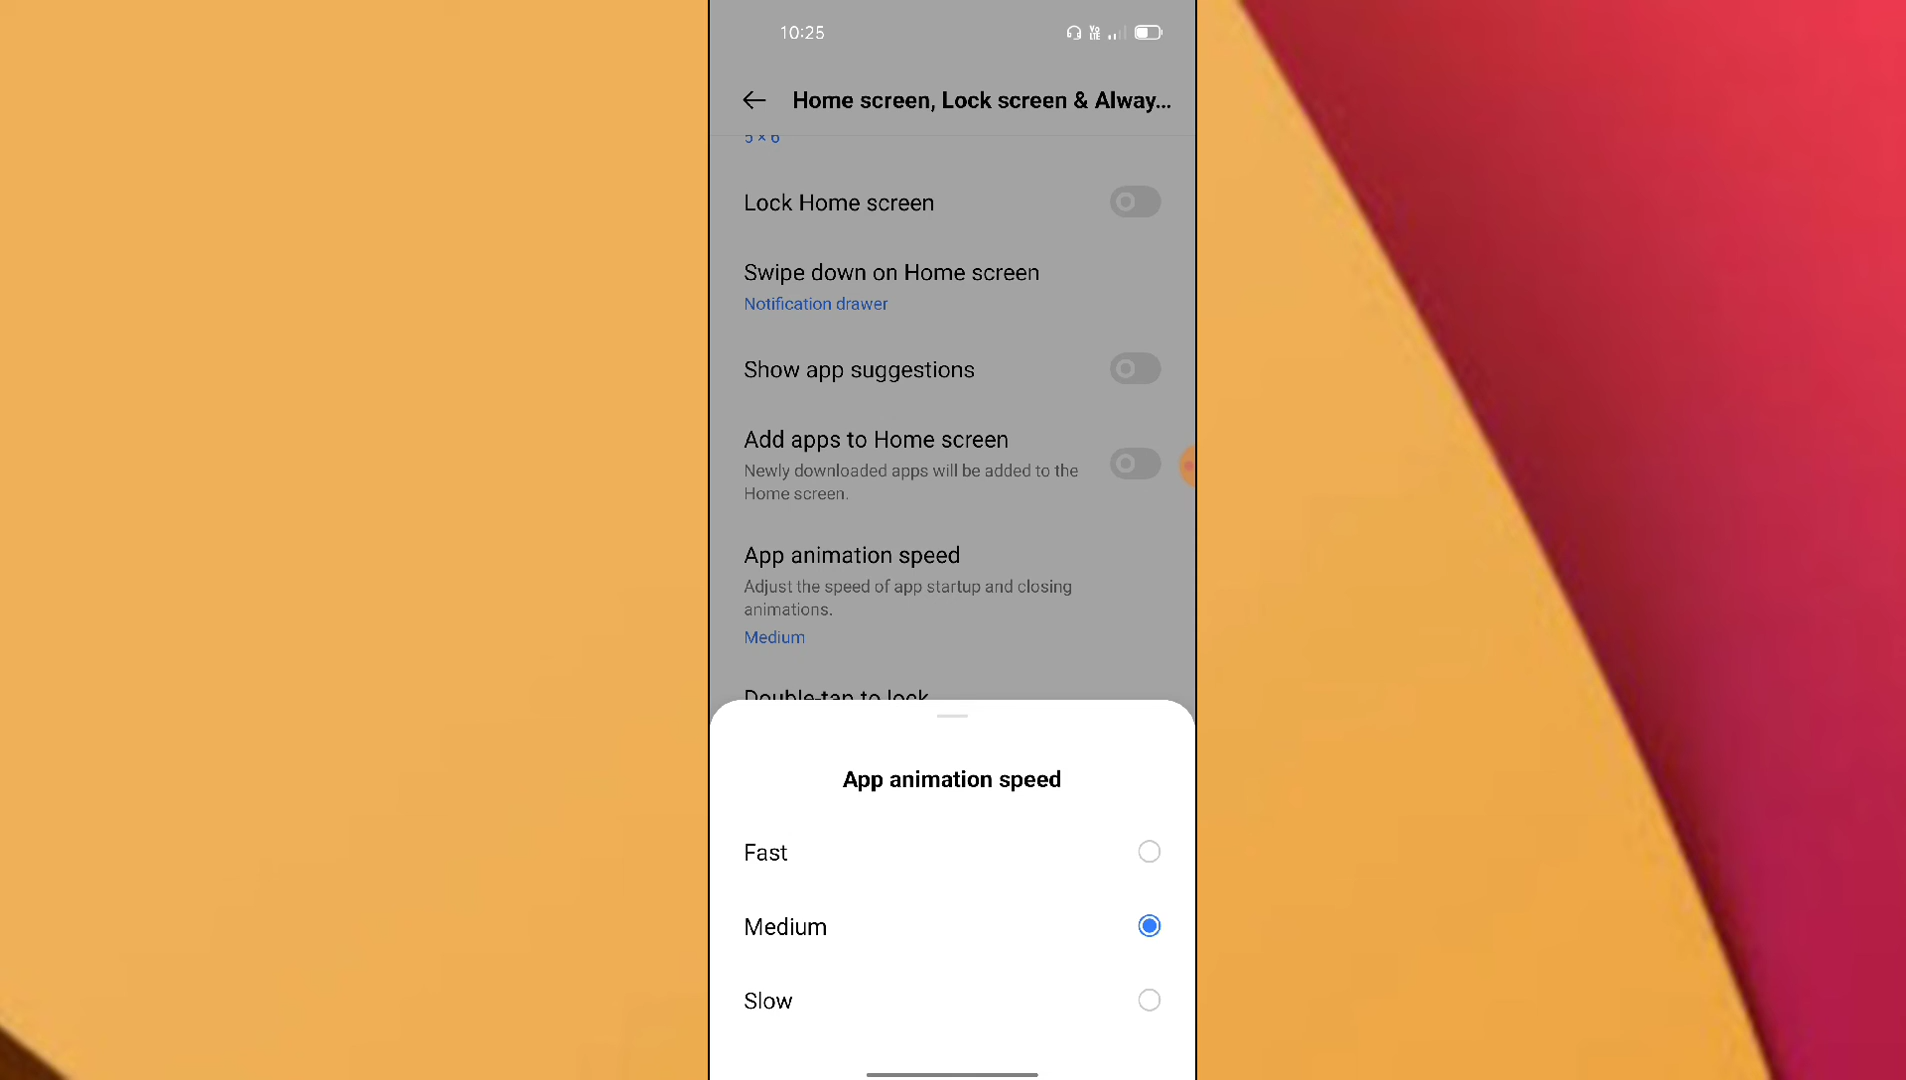 10:25
Vo
LTE
Home screen, Lock screen & Alway...
5 × 6
Lock Home screen
Swipe down on Home screen
Notification drawer
Show app suggestions
Add apps to Home screen
Newly downloaded apps will be added to the
Home screen.
App animation speed
Adjust the speed of app startup and closing
animations.
Medium
Double-tap to lock
App animation speed
Fast
Medium
Slow